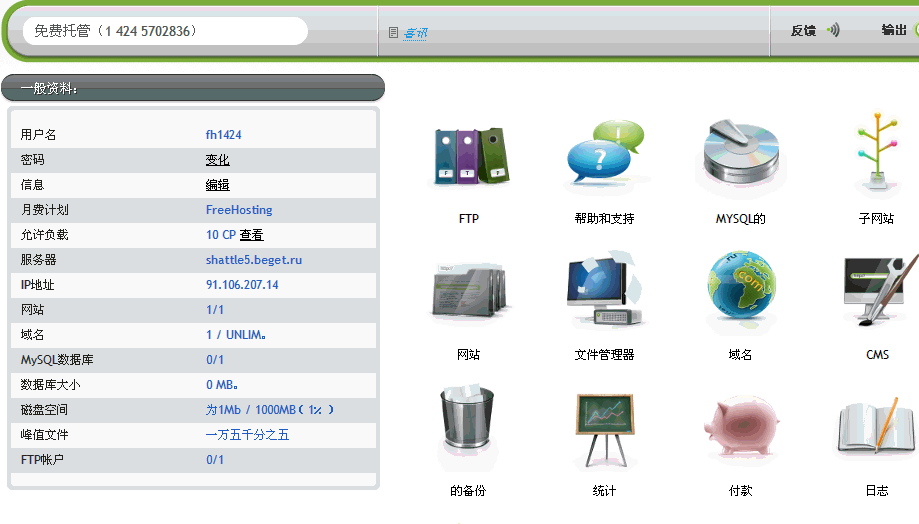 免费托管（1 424 5702836）
喜讯
反馈
输出
一般资料：
用户名 fh1424
密码 变化
信息 编辑
月费计划 FreeHosting
允许负载 10 CP 查看
服务器 shattle5.beget.ru
IP地址 91.106.207.14
网站 1/1
域名 1 / UNLIM。
MySQL数据库 0/1
数据库大小 0 MB。
磁盘空间 为1Mb / 1000MB（1%）
峰值文件 一万五千分之五
FTP帐户 0/1
F T P
FTP
帮助和支持
MYSQL的
子网站
http://
ru
com
网站
文件管理器
域名
CMS
的备份
统计
付款
日志